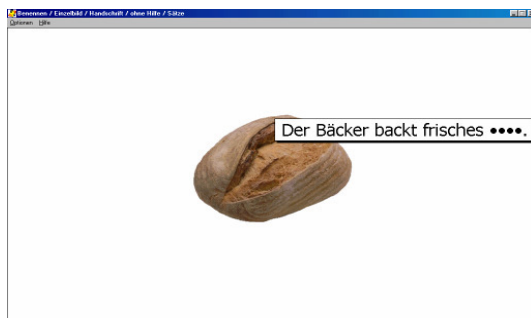 Benennen / Einzelbild / Handschrift / ohne Hilfe / Sätze
Optionen Hilfe
Der Bäcker backt frisches ●●●●.